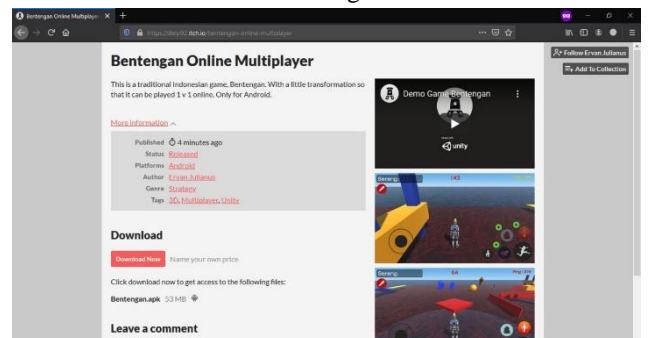 Bentengan Online Multiplayer
Bentengan Online Multiplayer
This is a traditional Indonesian game, Bentengan. With a little transformation so
that it can be played 1 v 1 online. Only for Android.
More information
Published 4 minutes ago
Status Released
Platforms Android
Author Ervan Julianus
Genre Strategy
Tags 3D, Multiplayer, Unity
Download
Download Now Name your own price
Click download now to get access to the following files:
Bentengan.apk 53 MB
Leave a comment
Follow Ervan Julianus
Add To Collection
Demo Game Bentengan
unity
Serang
143
Serang
64